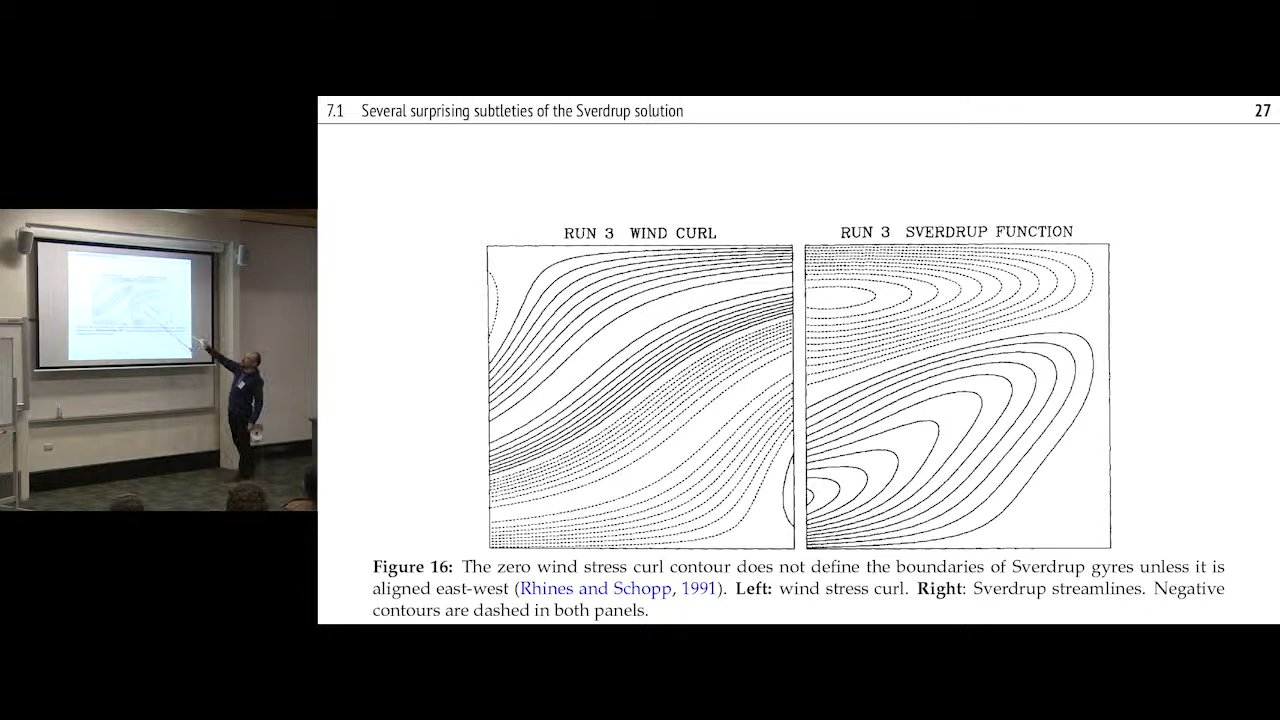 7.1 Several surprising subtleties of the Sverdrup solution 27
RUN 3 WIND CURL
RUN 3 SVERDRUP FUNCTION
Figure 16: The zero wind stress curl contour does not define the boundaries of Sverdrup gyres unless it is
aligned east-west (Rhines and Schopp, 1991). Left: wind stress curl. Right: Sverdrup streamlines. Negative
contours are dashed in both panels.